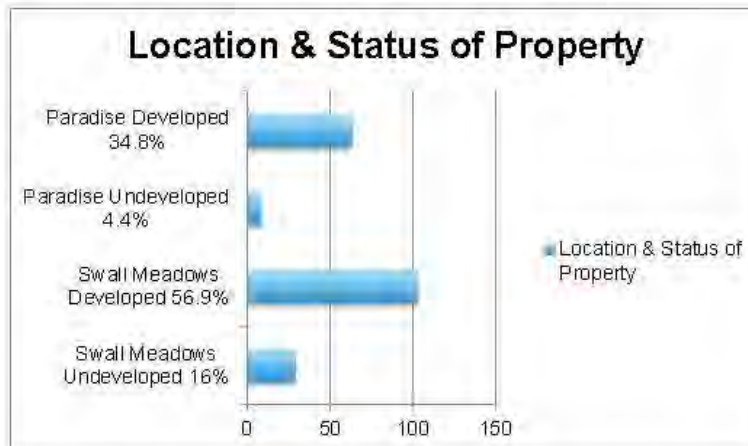 Location & Status of Property
Paradise Developed
34.8%
Paradise Undeveloped
4.4%
Swall Meadows
Developed 56.9%
Swall Meadows
Undeveloped 16%
0 50 100 150
Location & Status of
Property